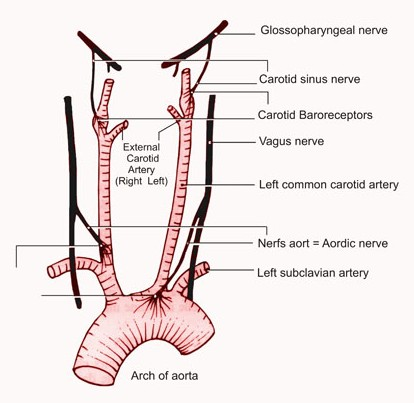 Glossopharyngeal nerve
Carotid sinus nerve
Carotid Baroreceptors
Vagus nerve
External
Carotid
Artery
(Right Left)
Left common carotid artery
Nerfs aort = Aordic nerve
Left subclavian artery
Arch of aorta